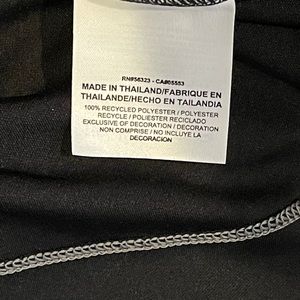 RN#56323 - CA#05553
MADE IN THAILAND/FABRIQUE EN
THAILANDE/HECHO EN TAILANDIA
100% RECYCLED POLYESTER / POLYESTER
RECYCLE / POLIESTER RECICLADO
EXCLUSIVE OF DECORATION / DECORATION
NON COMPRISE / NO INCLUYE LA
DECORACION